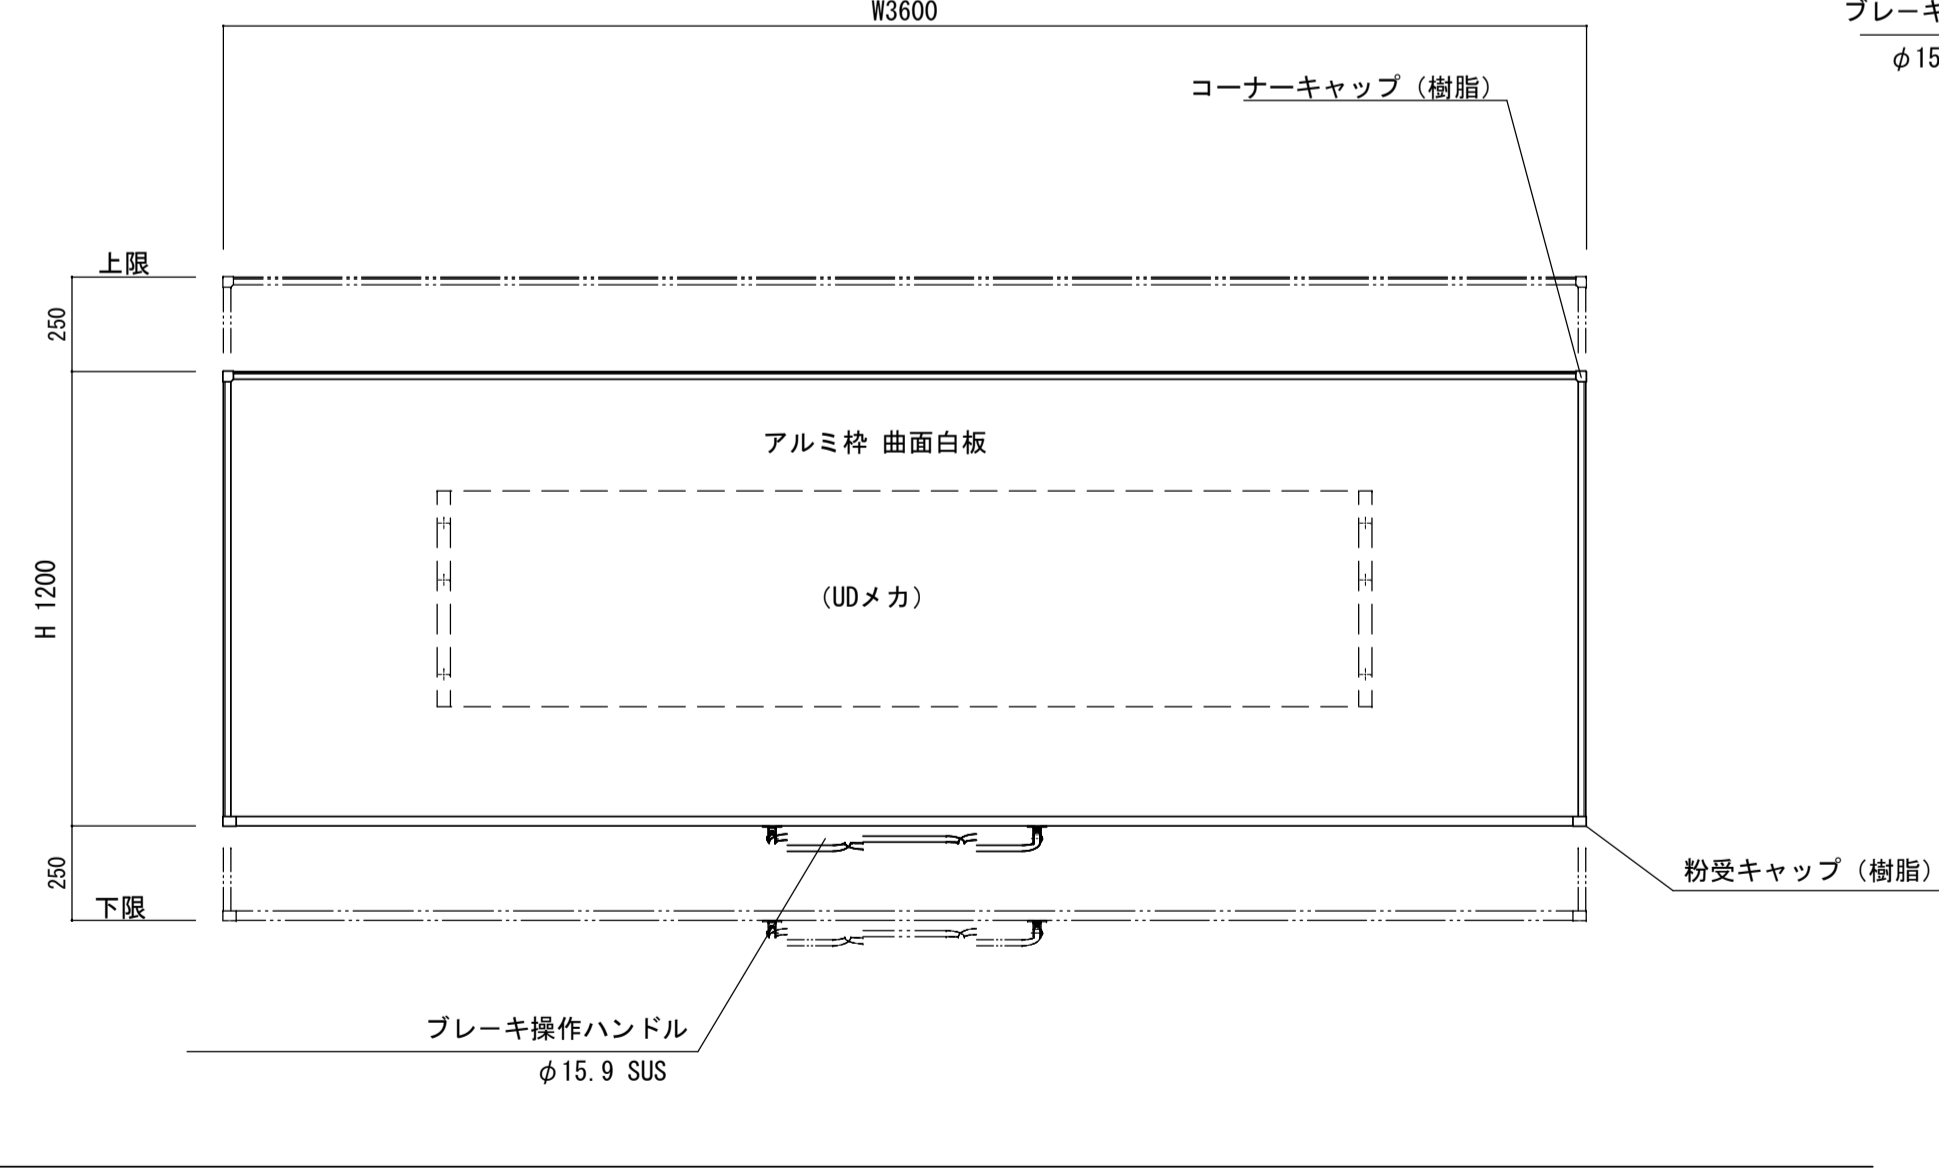 W3600
ブレーキ
φ15
コーナーキャップ（樹脂）
上限
250
アルミ枠 曲面白板
H 1200
（UDメカ）
250
粉受キャップ（樹脂）
下限
ブレーキ操作ハンドル
φ15.9 SUS